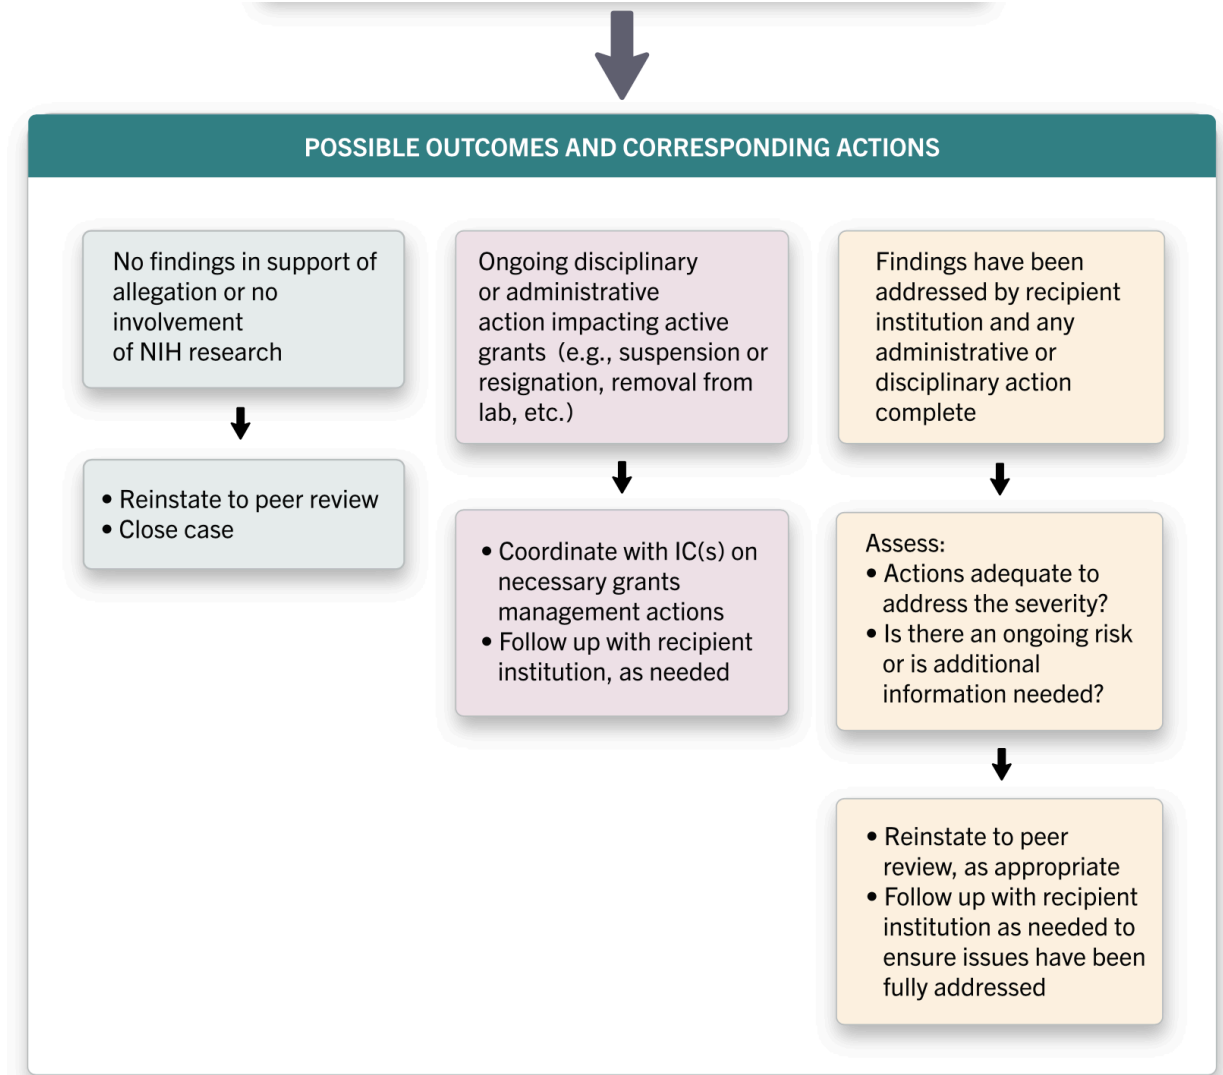 POSSIBLE OUTCOMES AND CORRESPONDING ACTIONS
No findings in support of
allegation or no
involvement
of NIH research
• Reinstate to peer review
• Close case
Ongoing disciplinary
or administrative
action impacting active
grants (e.g., suspension or
resignation, removal from
lab, etc.)
• Coordinate with IC(s) on
necessary grants
management actions
• Follow up with recipient
institution, as needed
Findings have been
addressed by recipient
institution and any
administrative or
disciplinary action
complete
Assess:
• Actions adequate to
address the severity?
• Is there an ongoing risk
or is additional
information needed?
• Reinstate to peer
review, as appropriate
• Follow up with recipient
institution as needed to
ensure issues have been
fully addressed